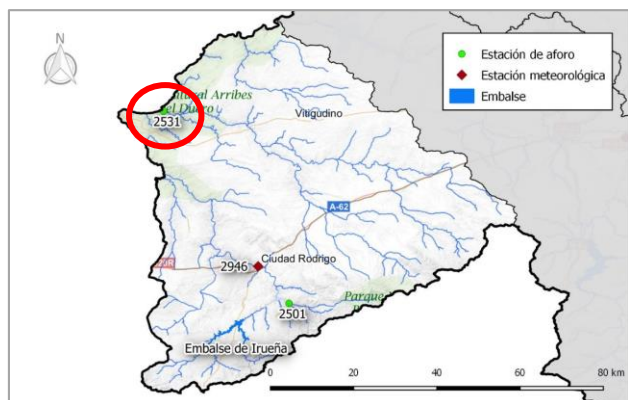 N
Estación de aforo
Estación meteorológica
Embalse
tural Arribes
el Duero
2531
Vitigudino
A-62
2946
Ciudad Rodrigo
2501
Parque
Embalse de Irueña
0 20 40 60 80 km